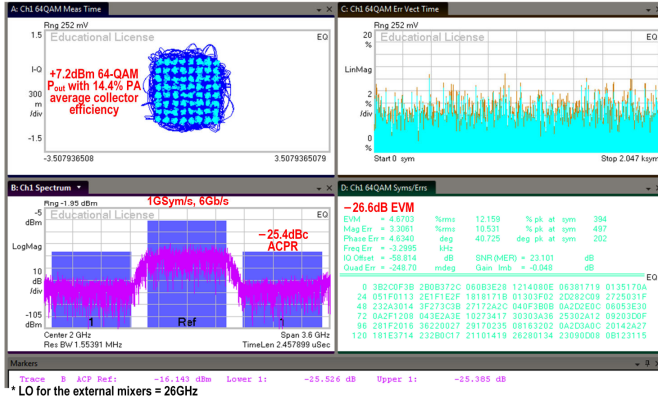 A: Ch1 64QAM Meas Time
Rng 252 mV
1.5
Educational License
EQ
I-Q
300
m
/div
-1.5
-3.507936508
3.5079365079
+7.2dBm 64-QAM
Pout with 14.4% PA
average collector
efficiency
C: Ch1 64QAM Err Vect Time
Rng 252 mV
20
%
Educational License
EQ
LinMag
2
%
/div
0
%
Start 0 sym
Stop 2.047 ksym
B: Ch1 Spectrum
Rng -1.95 dBm
1GSym/s, 6Gb/s
-5
dBm
Educational License
EQ
LogMag
10
dB
/div
-105
dBm
−25.4dBc
ACPR
1
Ref
1
Center 2 GHz
Span 3.6 GHz
Res BW 1.55391 MHz
TimeLen 2.457899 uSec
D: Ch1 64QAM Syms/Errs
−26.6dB EVM
EVM = 4.6703 %rms 12.159 % pk at sym 394
Mag Err = 3.3061 %rms 10.531 % pk at sym 497
Phase Err = 4.6348 deg 40.725 deg pk at sym 202
Freq Err = -3.2995 kHz
IQ Offset = -58.814 dB SNR(MER) = 23.101 dB
Quad Err = -248.70 mdeg Gain Imb = -0.048 dB
EQ
Markers
Trace B ACP Ref: -16.143 dBm Lower 1: -25.526 dB Upper 1: -25.385 dB
* LO for the external mixers = 26GHz